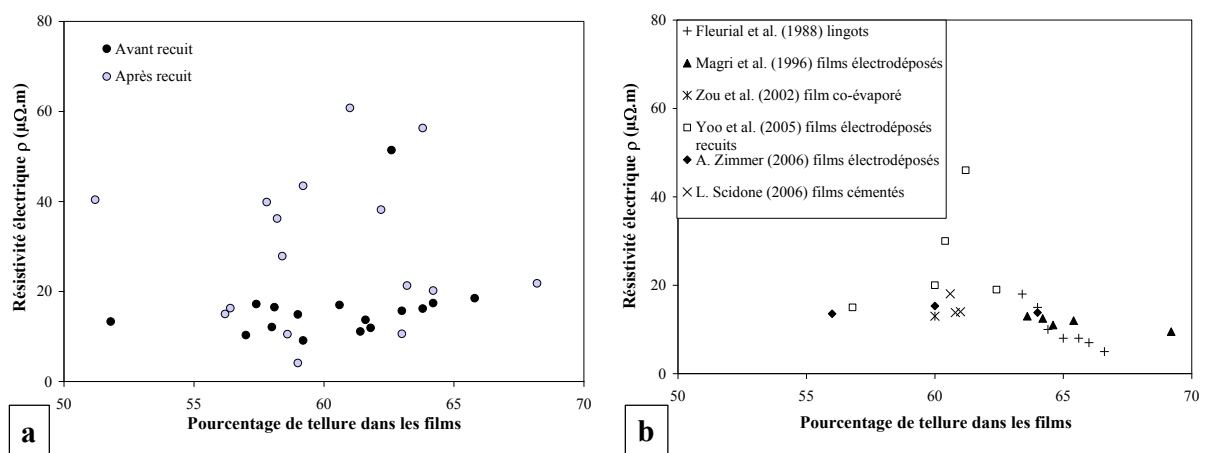 80
60
40
20
0
50
55
60
65
70
Résistivité électrique ρ (µΩ.m)
Avant recuit
Après recuit
Pourcentage de tellure dans les films
a
80
60
40
20
0
50
55
60
65
70
Résistivité électrique ρ (µΩ.m)
Fleurial et al. (1988) lingots
Magri et al. (1996) films électrodéposés
Zou et al. (2002) film co-évaporé
Yoo et al. (2005) films électrodéposés
recuits
A. Zimmer (2006) films électrodéposés
L. Scidone (2006) films cémentés
Pourcentage de tellure dans les films
b